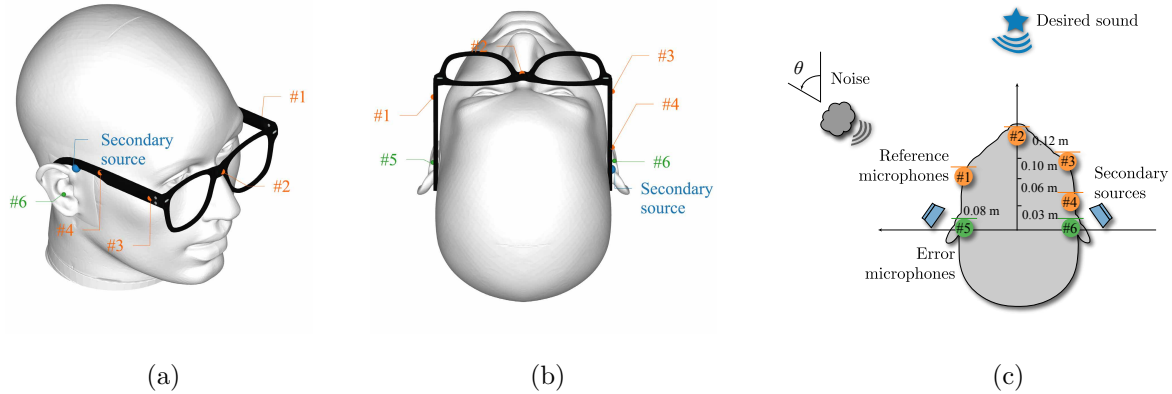 #1
Secondary
source
#2
#6
#4
#3
(a)
#3
#1
#4
#5
#6
Secondary
source
(b)
Desired sound
θ
Noise
#2
0.12 m
Reference
microphones
#1
0.10 m
#3
0.06 m
#4
Secondary
sources
0.08 m
0.03 m
#5
#6
Error
microphones
(c)